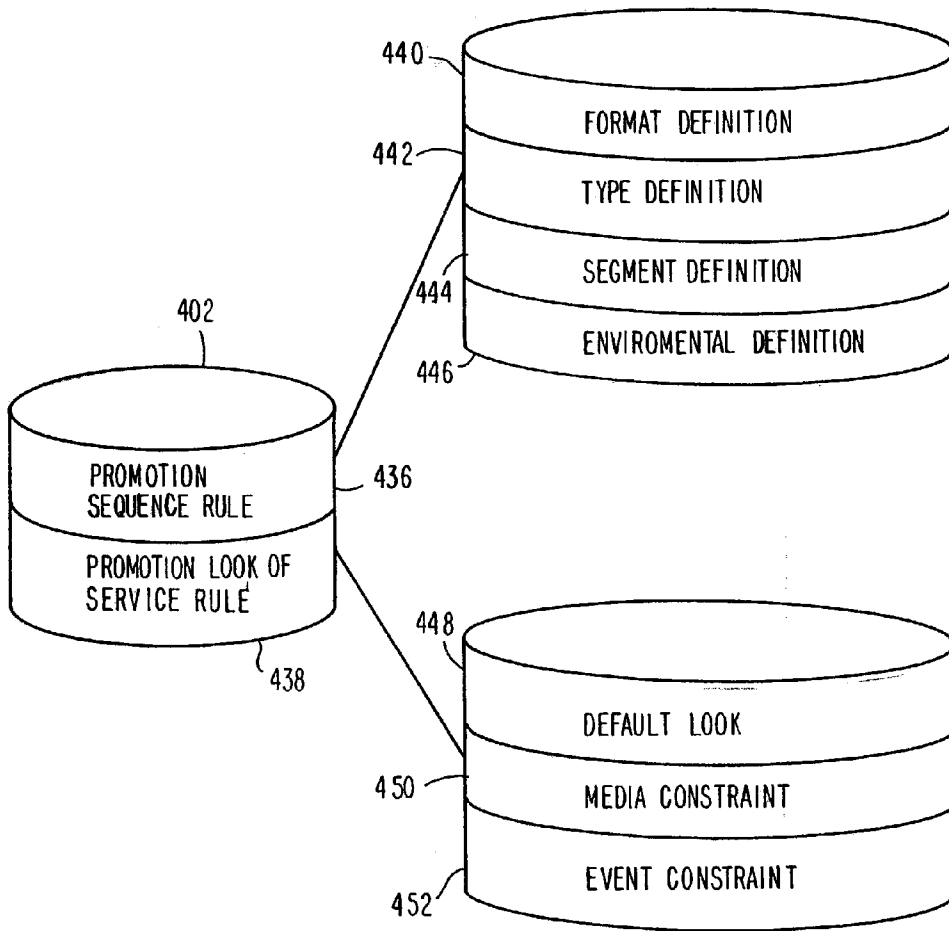 440
FORMAT DEFINITION
442
TYPE DEFINITION
444
SEGMENT DEFINITION
446
ENVIROMENTAL DEFINITION
402
PROMOTION
SEQUENCE RULE
436
PROMOTION LOOK OF
SERVICE RULE
438
448
DEFAULT LOOK
450
MEDIA CONSTRAINT
452
EVENT CONSTRAINT